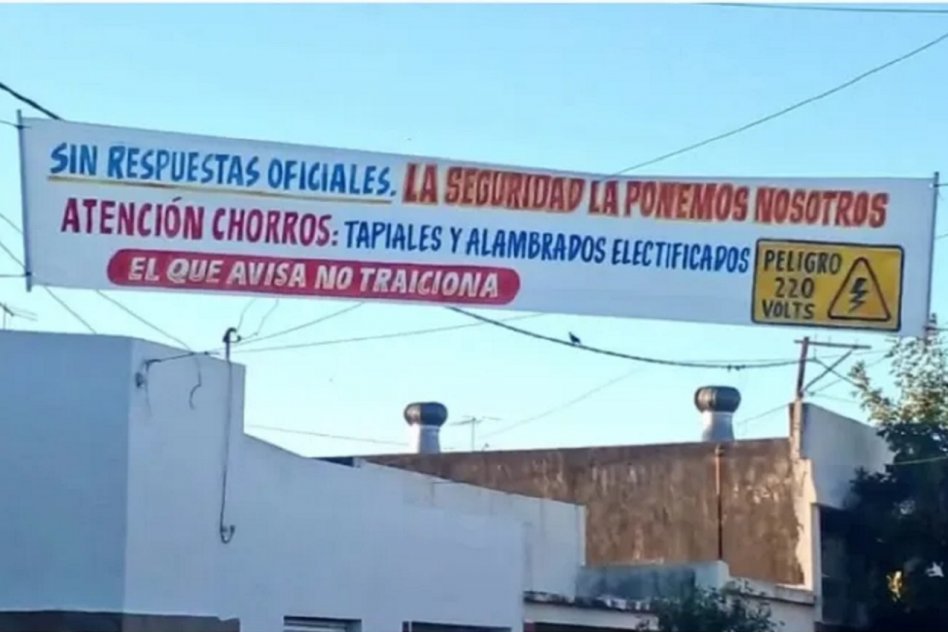 SIN RESPUESTAS OFICIALES. LA SEGURIDAD LA PONEMOS NOSOTROS
ATENCIÓN CHORROS: TAPIALES Y ALAMBRADOS ELECTIFICADOS
EL QUE AVISA NO TRAICIONA
PELIGRO
220
VOLTS